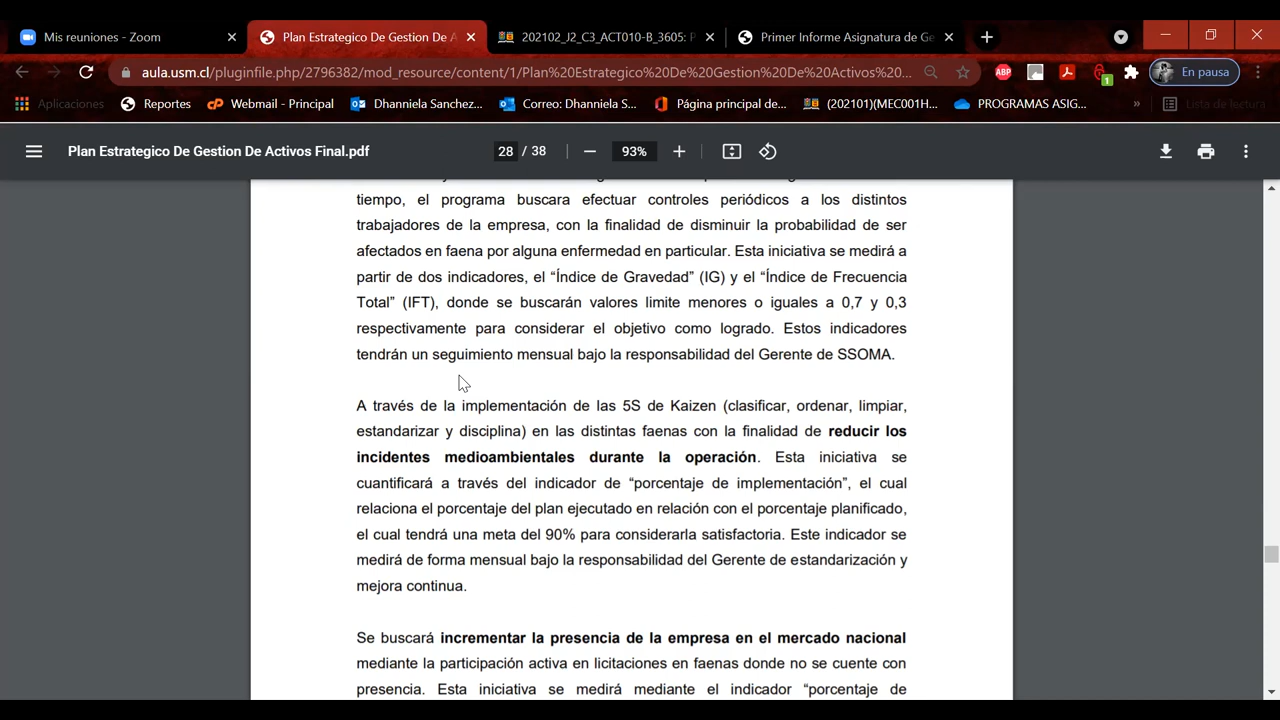 Mis reuniones - Zoom
Plan Estrategico De Gestion De A
202102_J2_C3_ACT010-B_3605: P
Primer Informe Asignatura de Ge
aula.usm.cl/pluginfile.php/2796382/mod_resource/content/1/Plan%20Estrategico%20De%20Gestion%20De%20Activos%20...
ABP
1
En pausa
Aplicaciones
Reportes
Webmail - Principal
Dhanniela Sanchez...
Correo: Dhanniela S...
Página principal de...
(202101)(MEC001H...
PROGRAMAS ASIG...
»
Lista de lectura
Plan Estrategico De Gestion De Activos Final.pdf
28 / 38
93%
tiempo, el programa buscara efectuar controles periódicos a los distintos
trabajadores de la empresa, con la finalidad de disminuir la probabilidad de ser
afectados en faena por alguna enfermedad en particular. Esta iniciativa se medirá a
partir de dos indicadores, el “Índice de Gravedad” (IG) y el “Índice de Frecuencia
Total” (IFT), donde se buscarán valores limite menores o iguales a 0,7 y 0,3
respectivamente para considerar el objetivo como logrado. Estos indicadores
tendrán un seguimiento mensual bajo la responsabilidad del Gerente de SSOMA.
A través de la implementación de las 5S de Kaizen (clasificar, ordenar, limpiar,
estandarizar y disciplina) en las distintas faenas con la finalidad de reducir los
incidentes medioambientales durante la operación. Esta iniciativa se
cuantificará a través del indicador de “porcentaje de implementación”, el cual
relaciona el porcentaje del plan ejecutado en relación con el porcentaje planificado,
el cual tendrá una meta del 90% para considerarla satisfactoria. Este indicador se
medirá de forma mensual bajo la responsabilidad del Gerente de estandarización y
mejora continua.
Se buscará incrementar la presencia de la empresa en el mercado nacional
mediante la participación activa en licitaciones en faenas donde no se cuente con
presencia. Esta iniciativa se medirá mediante el indicador “porcentaje de